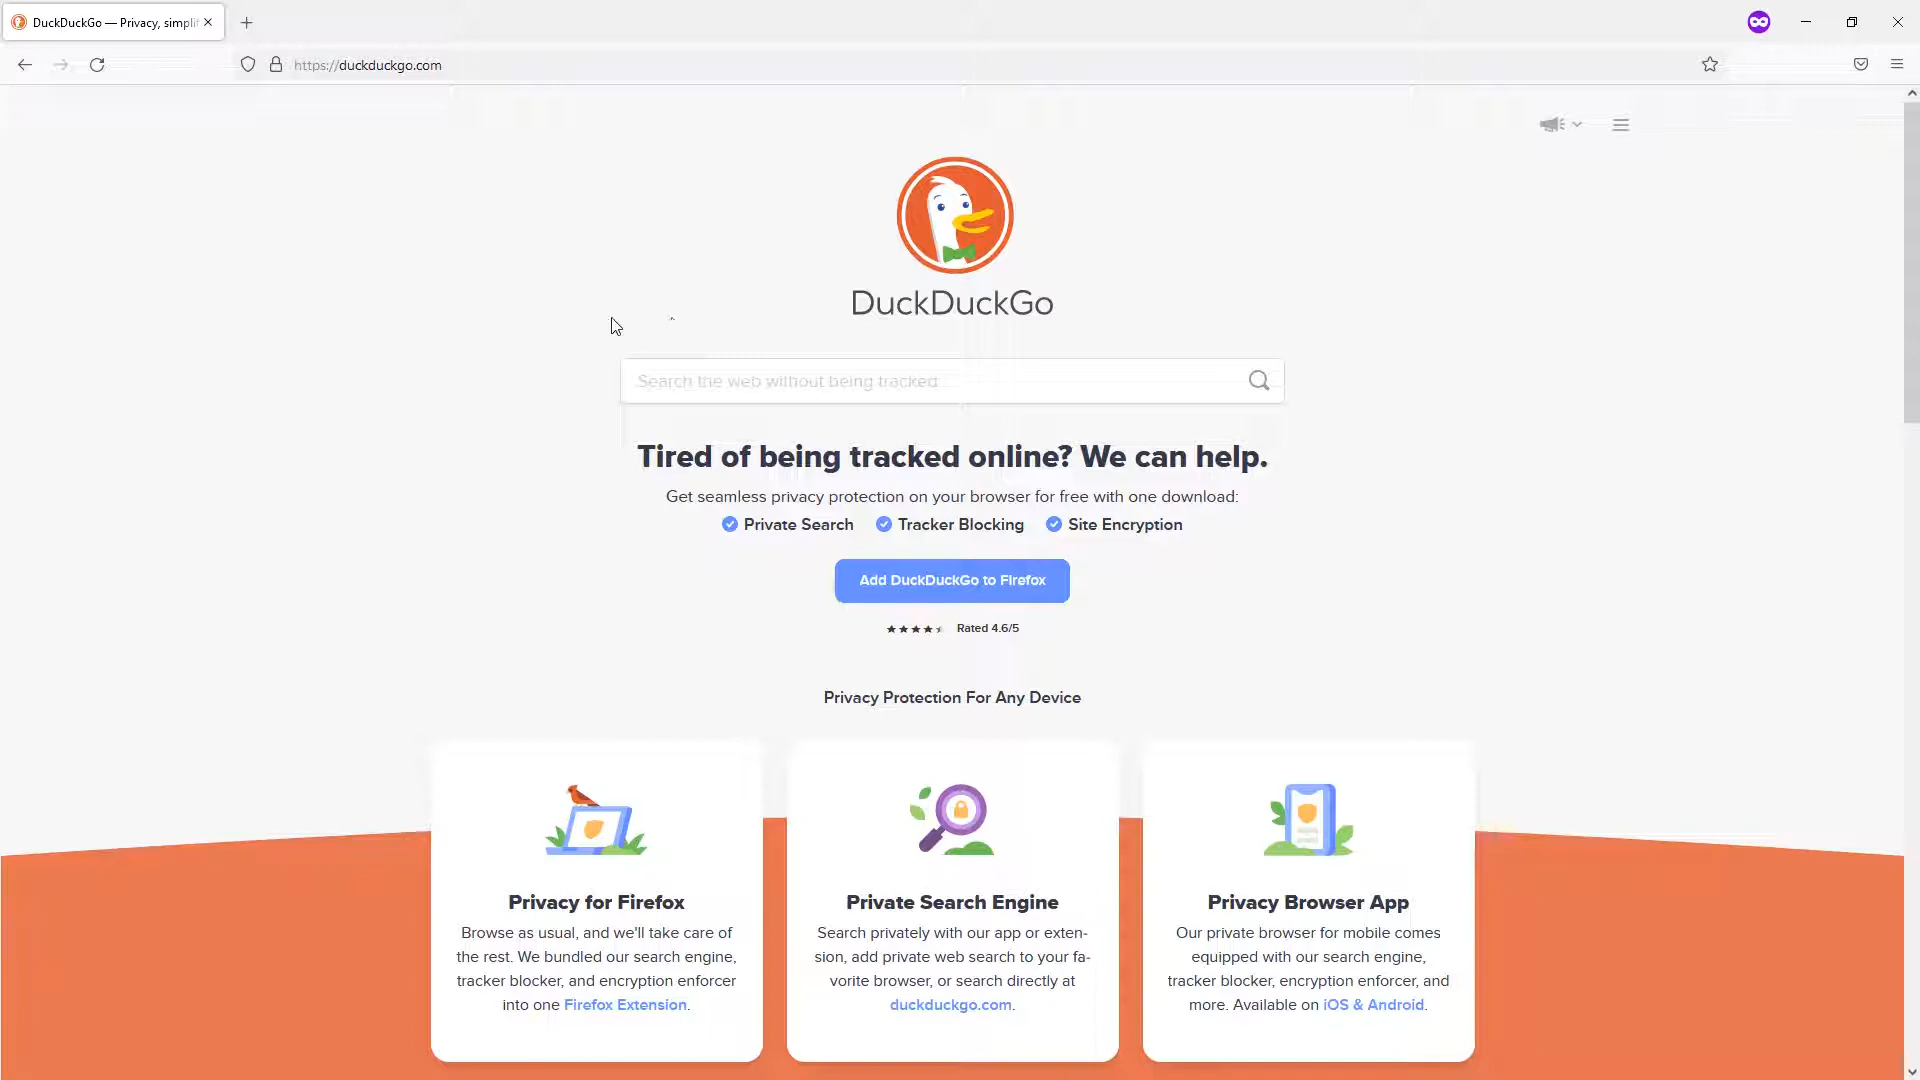 DuckDuckGo — Privacy, simplif
https://duckduckgo.com
DuckDuckGo
Search the web without being tracked
Tired of being tracked online? We can help.
Get seamless privacy protection on your browser for free with one download:
Private Search Tracker Blocking Site Encryption
Add DuckDuckGo to Firefox
Rated 4.6/5
Privacy Protection For Any Device
Privacy for Firefox
Browse as usual, and we'll take care of
the rest. We bundled our search engine,
tracker blocker, and encryption enforcer
into one Firefox Extension.
Private Search Engine
Search privately with our app or exten-
sion, add private web search to your fa-
vorite browser, or search directly at
duckduckgo.com.
Privacy Browser App
Our private browser for mobile comes
equipped with our search engine,
tracker blocker, encryption enforcer, and
more. Available on iOS & Android.